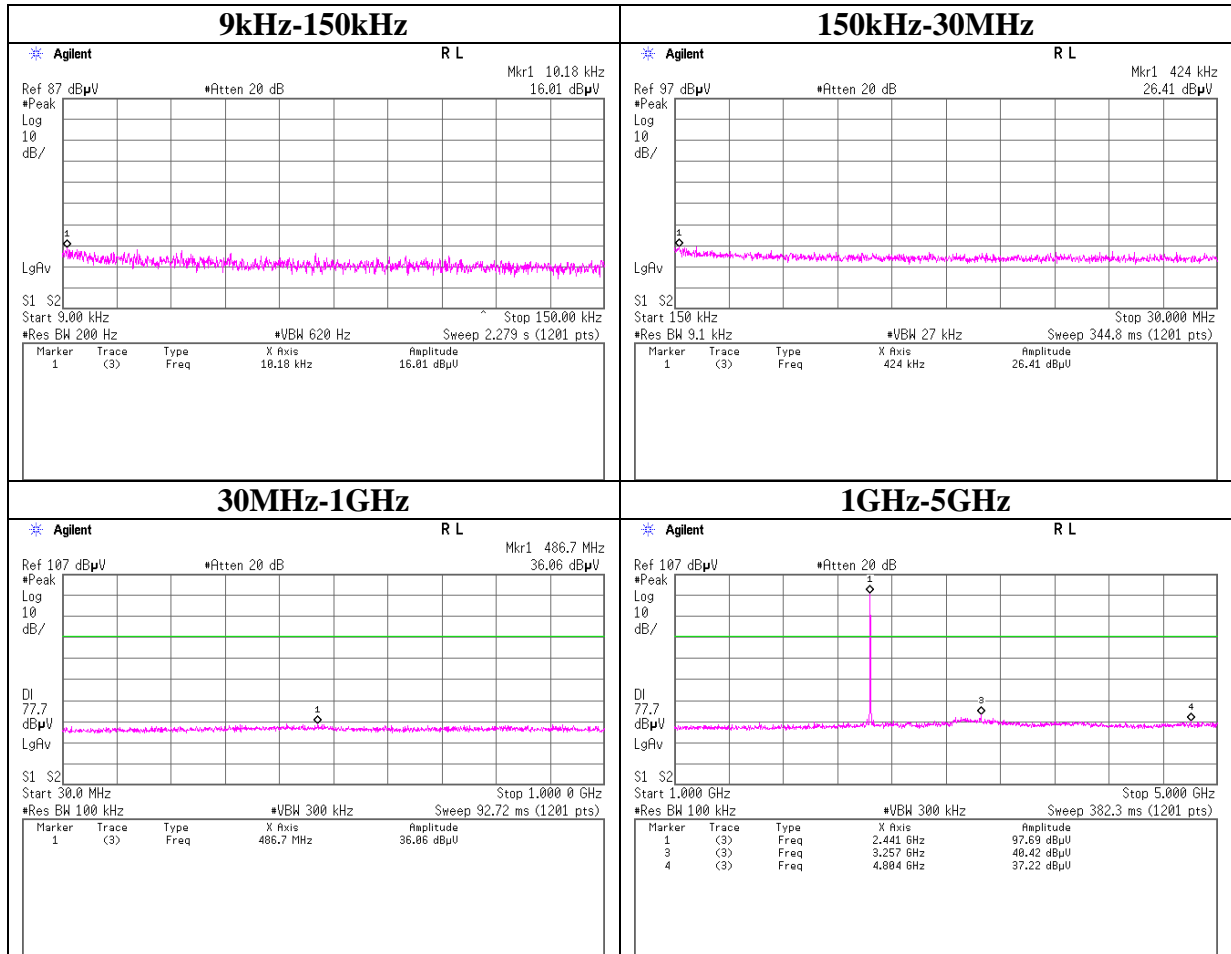 9kHz-150kHz
Agilent R L
Mkr1 10.18 kHz
Ref 87 dBµV #Atten 20 dB 16.01 dBµV
#Peak
Log
10
dB/
1
LgAv
S1 S2
Start 9.00 kHz ^ Stop 150.00 kHz
#Res BW 200 Hz #VBW 620 Hz Sweep 2.279 s (1201 pts)
Marker Trace Type X Axis Amplitude
1 (3) Freq 10.18 kHz 16.01 dBµV
150kHz-30MHz
Agilent R L
Mkr1 424 kHz
Ref 97 dBµV #Atten 20 dB 26.41 dBµV
#Peak
Log
10
dB/
1
LgAv
S1 S2
Start 150 kHz Stop 30.000 MHz
#Res BW 9.1 kHz #VBW 27 kHz Sweep 344.8 ms (1201 pts)
Marker Trace Type X Axis Amplitude
1 (3) Freq 424 kHz 26.41 dBµV
30MHz-1GHz
Agilent R L
Mkr1 486.7 MHz
Ref 107 dBµV #Atten 20 dB 36.06 dBµV
#Peak
Log
10
dB/
DI
77.7
dBµV
1
LgAv
S1 S2
Start 30.0 MHz Stop 1.000 0 GHz
#Res BW 100 kHz #VBW 300 kHz Sweep 92.72 ms (1201 pts)
Marker Trace Type X Axis Amplitude
1 (3) Freq 486.7 MHz 36.06 dBµV
1GHz-5GHz
Agilent R L
Ref 107 dBµV #Atten 20 dB
#Peak
1
Log
10
dB/
DI
77.7
3
dBµV
4
LgAv
S1 S2
Start 1.000 GHz Stop 5.000 GHz
#Res BW 100 kHz #VBW 300 kHz Sweep 382.3 ms (1201 pts)
Marker Trace Type X Axis Amplitude
1 (3) Freq 2.441 GHz 97.69 dBµV
3 (3) Freq 3.257 GHz 40.42 dBµV
4 (3) Freq 4.804 GHz 37.22 dBµV